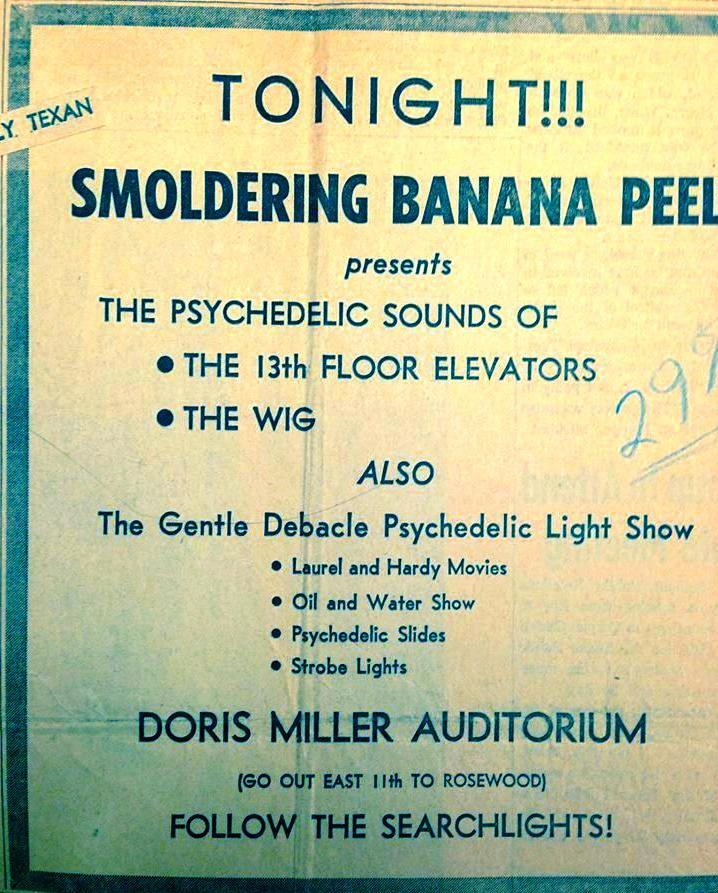 TONIGHT!!!
LY TEXAN
SMOLDERING BANANA PEEL
presents
THE PSYCHEDELIC SOUNDS OF
• THE 13th FLOOR ELEVATORS
• THE WIG
29
ALSO
The Gentle Debacle Psychedelic Light Show
• Laurel and Hardy Movies
• Oil and Water Show
• Psychedelic Slides
• Strobe Lights
DORIS MILLER AUDITORIUM
(GO OUT EAST 11th TO ROSEWOOD)
FOLLOW THE SEARCHLIGHTS!